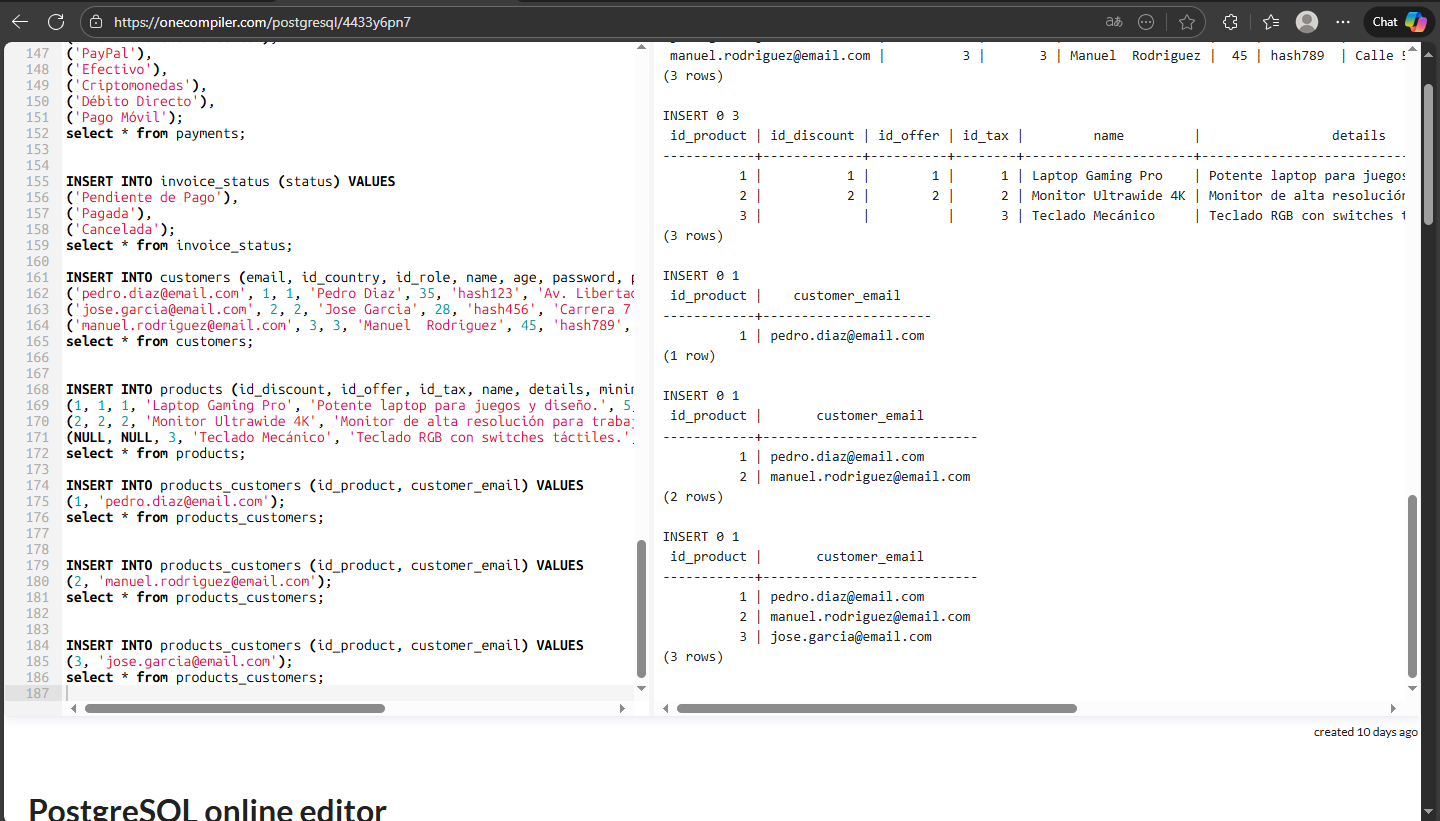 https://onecompiler.com/postgresql/4433y6pn7
Chat
147 ('PayPal'),
148 ('Efectivo'),
149 ('Criptomonedas'),
150 ('Débito Directo'),
151 ('Pago Móvil');
152 select * from payments;
153
154
155 INSERT INTO invoice_status (status) VALUES
156 ('Pendiente de Pago'),
157 ('Pagada'),
158 ('Cancelada');
159 select * from invoice_status;
160
161 INSERT INTO customers (email, id_country, id_role, name, age, password, p
162 ('pedro.diaz@email.com', 1, 1, 'Pedro Diaz', 35, 'hash123', 'Av. Libertad
163 ('jose.garcia@email.com', 2, 2, 'Jose Garcia', 28, 'hash456', 'Carrera 7
164 ('manuel.rodriguez@email.com', 3, 3, 'Manuel  Rodriguez', 45, 'hash789',
165 select * from customers;
166
167
168 INSERT INTO products (id_discount, id_offer, id_tax, name, details, minim
169 (1, 1, 1, 'Laptop Gaming Pro', 'Potente laptop para juegos y diseño.', 5,
170 (2, 2, 2, 'Monitor Ultrawide 4K', 'Monitor de alta resolución para trabaj
171 (NULL, NULL, 3, 'Teclado Mecánico', 'Teclado RGB con switches táctiles.',
172 select * from products;
173
174 INSERT INTO products_customers (id_product, customer_email) VALUES
175 (1, 'pedro.diaz@email.com');
176 select * from products_customers;
177
178
179 INSERT INTO products_customers (id_product, customer_email) VALUES
180 (2, 'manuel.rodriguez@email.com');
181 select * from products_customers;
182
183
184 INSERT INTO products_customers (id_product, customer_email) VALUES
185 (3, 'jose.garcia@email.com');
186 select * from products_customers;
187
manuel.rodriguez@email.com | 3 | 3 | Manuel  Rodriguez | 45 | hash789 | Calle 5
(3 rows)
INSERT 0 3
id_product | id_discount | id_offer | id_tax | name | details
------------+-------------+----------+--------+----------------------+--------------------------
1 | 1 | 1 | 1 | Laptop Gaming Pro | Potente laptop para juegos
2 | 2 | 2 | 2 | Monitor Ultrawide 4K | Monitor de alta resolución
3 | | | 3 | Teclado Mecánico | Teclado RGB con switches t
(3 rows)
INSERT 0 1
id_product | customer_email
------------+----------------------
1 | pedro.diaz@email.com
(1 row)
INSERT 0 1
id_product | customer_email
------------+----------------------------
1 | pedro.diaz@email.com
2 | manuel.rodriguez@email.com
(2 rows)
INSERT 0 1
id_product | customer_email
------------+----------------------------
1 | pedro.diaz@email.com
2 | manuel.rodriguez@email.com
3 | jose.garcia@email.com
(3 rows)
created 10 days ago
PostgreSQL online editor